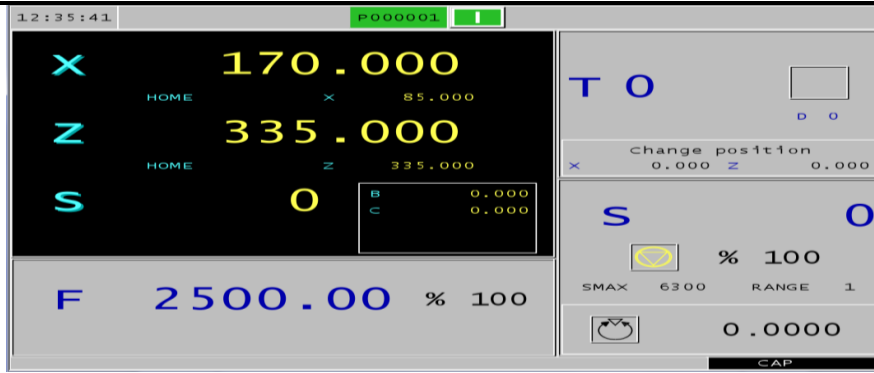 12:35:41 P000001
X 170.000
HOME X 85.000
Z 335.000
HOME Z 335.000
S 0
B 0.000
C 0.000
F 2500.00 % 100
T 0
D 0
Change position
X 0.000 Z 0.000
S 0
% 100
SMAX 6300 RANGE 1
0.0000
CAP